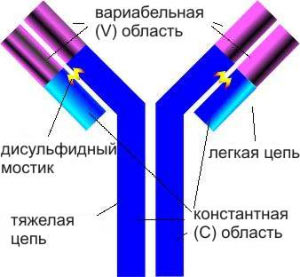 вариабельная
(V) область
дисульфидный
мостик
легкая цепь
тяжелая
цепь
константная
(С) область